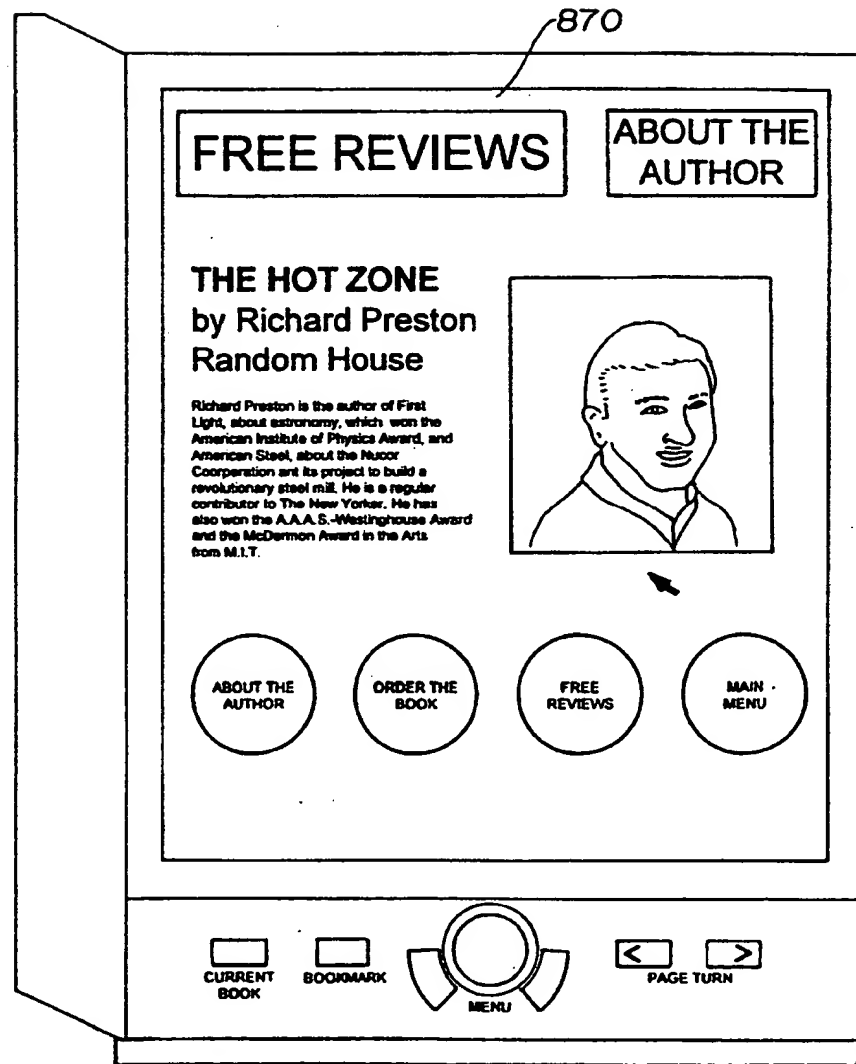 870
FREE REVIEWS
ABOUT THE
AUTHOR
THE HOT ZONE
by Richard Preston
Random House
Richard Preston is the author of First
Light, about astronomy, which won the
American Institute of Physics Award, and
American Steel, about the Nucor
Coorperation ant its project to build a
revolutionary steel mill. He is a regular
contributor to The New Yorker. He has
also won the A.A.A.S.-Westinghouse Award
and the McDermon Award in the Arts
from M.I.T.
ABOUT THE
AUTHOR
ORDER THE
BOOK
FREE
REVIEWS
MAIN
MENU
CURRENT
BOOK
BOOKMARK
MENU
< >
PAGE TURN